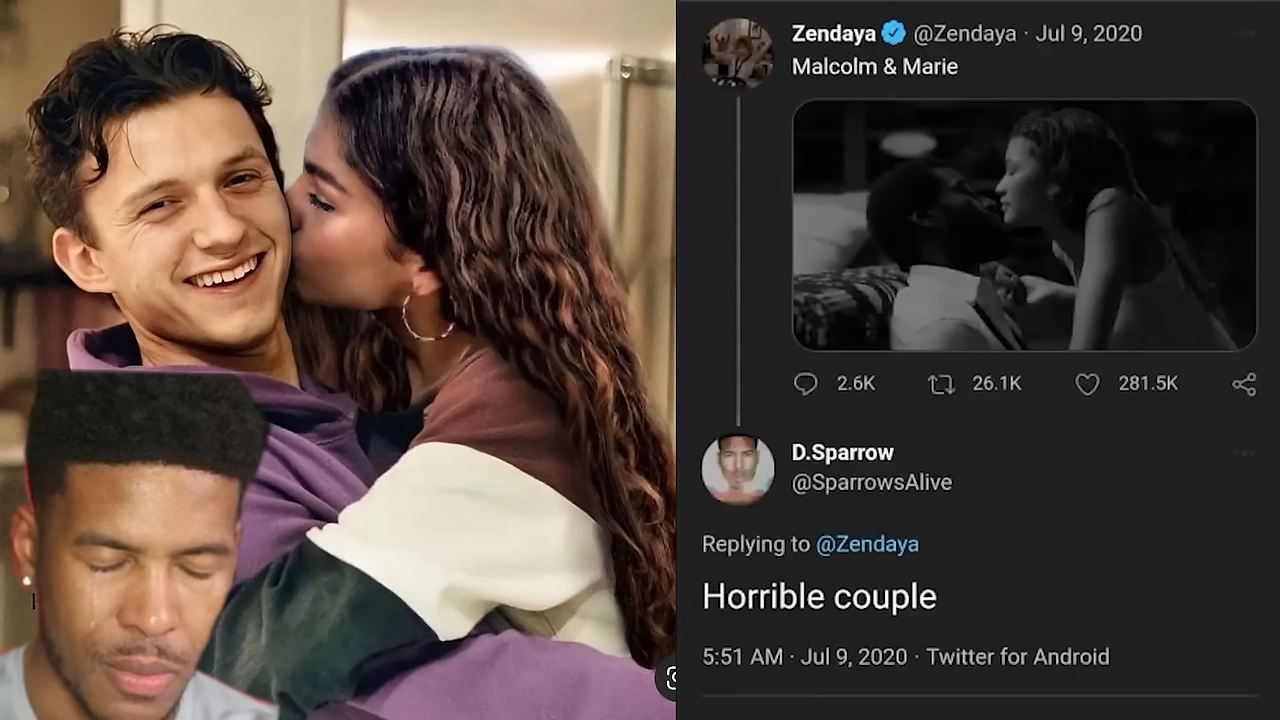 Zendaya @Zendaya · Jul 9, 2020
Malcolm & Marie
2.6K 26.1K 281.5K
D.Sparrow
@SparrowsAlive
Replying to @Zendaya
Horrible couple
5:51 AM · Jul 9, 2020 · Twitter for Android